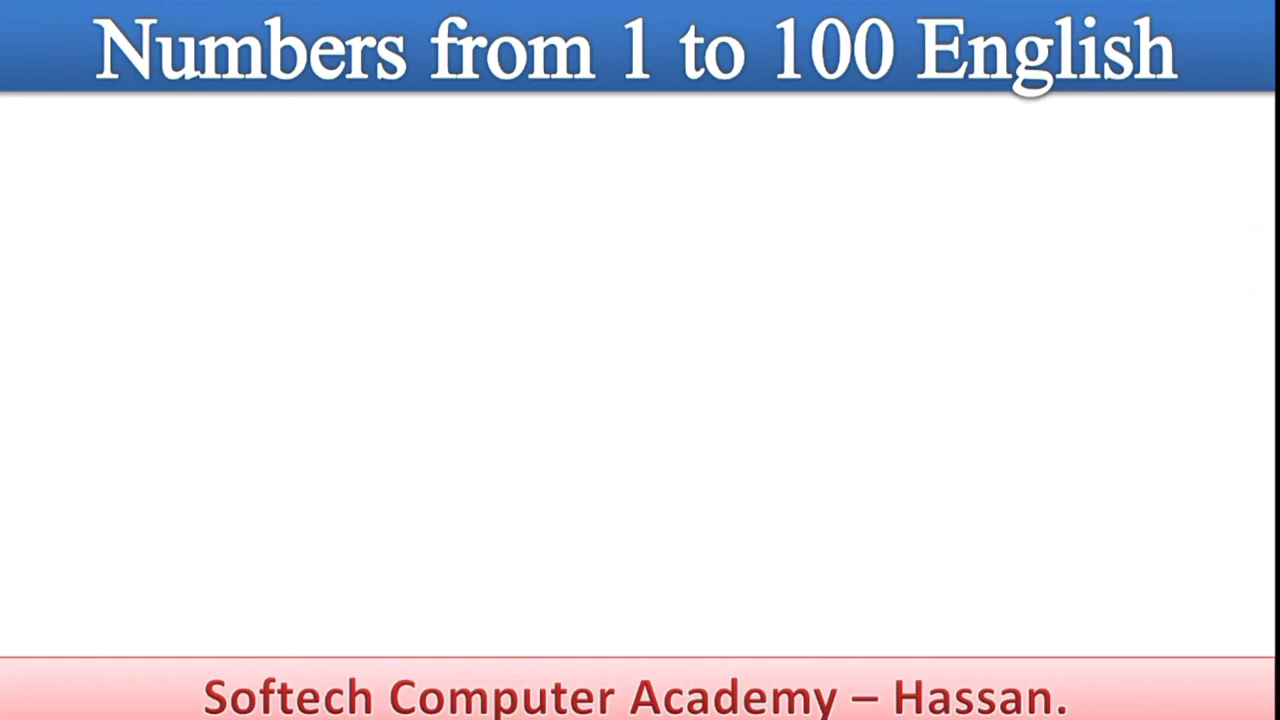 Numbers from 1 to 100 English
Softech Computer Academy – Hassan.